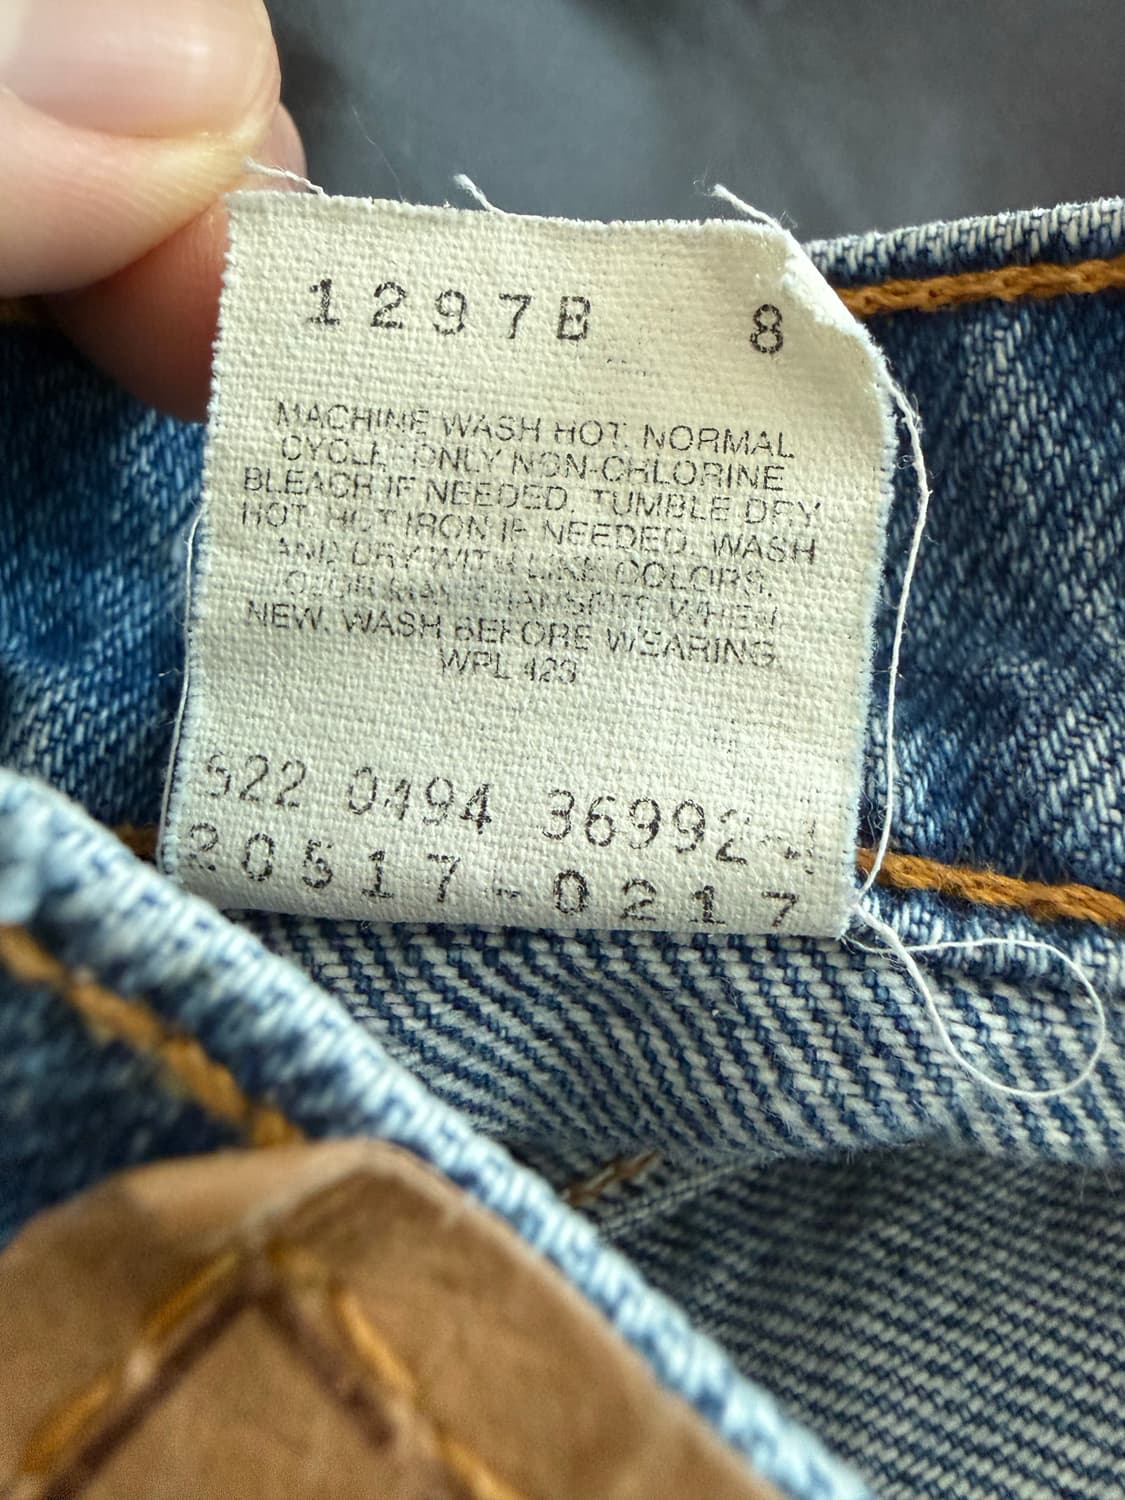 1297B 8
MACHINE WASH HOT, NORMAL
CYCLE, ONLY NON-CHLORINE
BLEACH IF NEEDED. TUMBLE DRY
HOT. HOT IRON IF NEEDED. WASH
AND DRY WITH LIKE COLORS.
WHEN
NEW. WASH BEFORE WEARING.
WPL 423
522 0494 36992
20517-0217